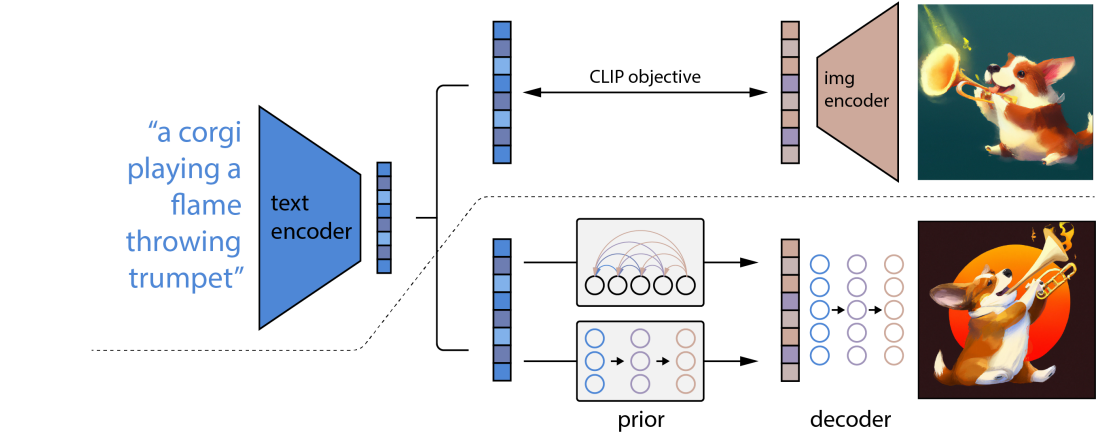 “a corgi
playing a
flame
throwing
trumpet”
text
encoder
CLIP objective
img
encoder
prior
decoder